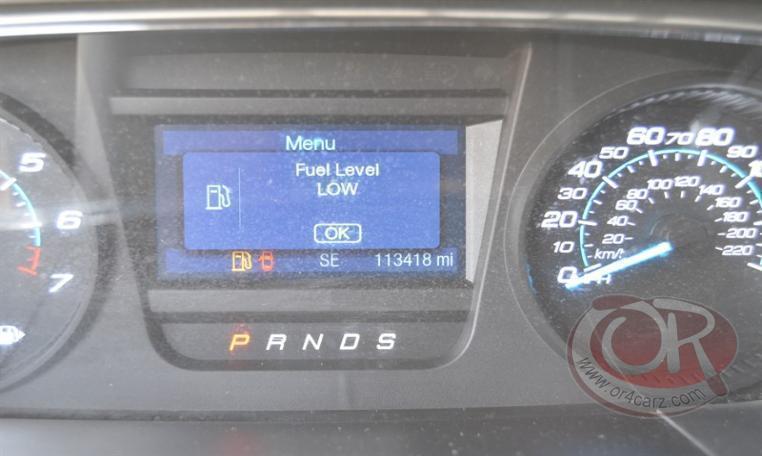 Menu
Fuel Level
LOW
OK
SE 113418 mi
P R N D S
5
6
7
0 10 20 30 40 50 60 70 80 90
20 40 60 80 100 120 140 160 180 200 220
km/h
OR
www.or4carz.com